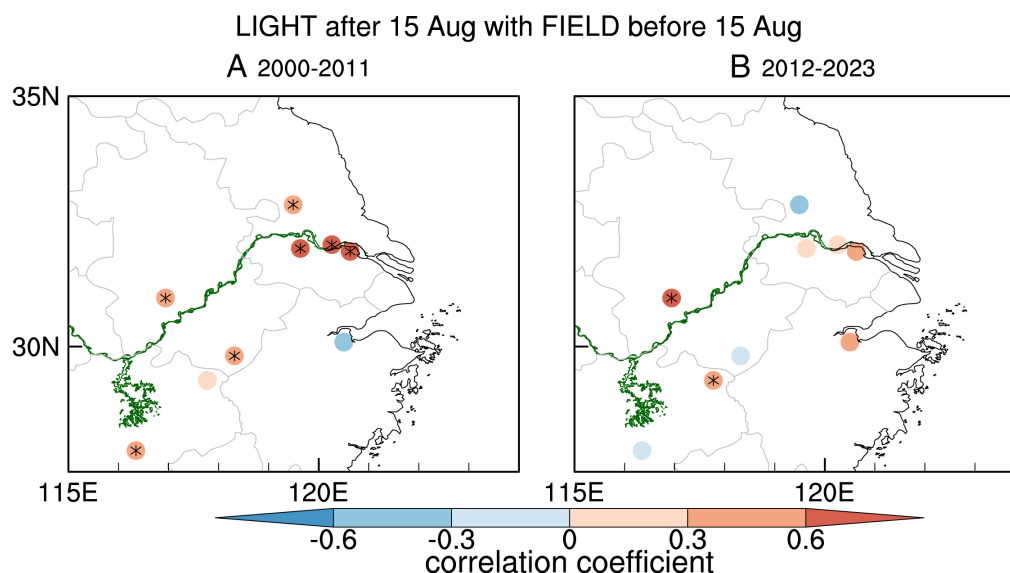 LIGHT after 15 Aug with FIELD before 15 Aug
A 2000-2011
B 2012-2023
35N
30N
115E
120E
115E
120E
-0.6
-0.3
0
0.3
0.6
correlation coefficient